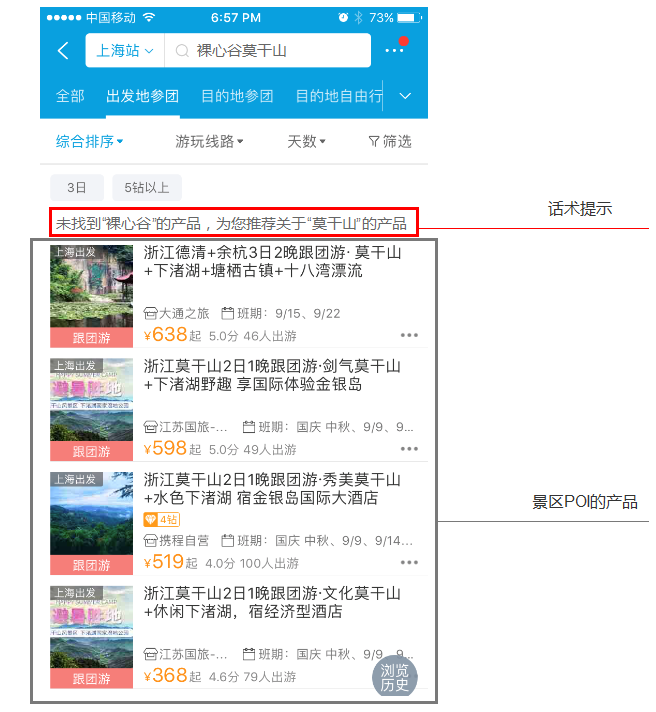 中国移动 6:57 PM 73%
上海站 裸心谷莫干山
全部 出发地参团 目的地参团 目的地自由行
综合排序 游玩线路 天数 筛选
3日 5钻以上
未找到“裸心谷”的产品，为您推荐关于“莫干山”的产品
话术提示
上海出发
跟团游
浙江德清+余杭3日2晚跟团游· 莫干山
+下渚湖+塘栖古镇+十八湾漂流
大通之旅 班期：9/15、9/22
¥638起 5.0分 46人出游
上海出发
避暑胜地
跟团游
浙江莫干山2日1晚跟团游·剑气莫干山
+下渚湖野趣 享国际体验金银岛
江苏国旅-... 班期：国庆 中秋、9/9、9...
¥598起 5.0分 49人出游
上海出发
跟团游
浙江莫干山2日1晚跟团游·秀美莫干山
+水色下渚湖 宿金银岛国际大酒店
4钻
携程自营 班期：国庆 中秋、9/9、9/14...
¥519起 4.0分 100人出游
景区POI的产品
上海出发
避暑胜地
跟团游
浙江莫干山2日1晚跟团游·文化莫干山
+休闲下渚湖，宿经济型酒店
江苏国旅-... 班期：国庆 中秋、9/9、9...
¥368起 4.6分 79人出游
浏览
历史